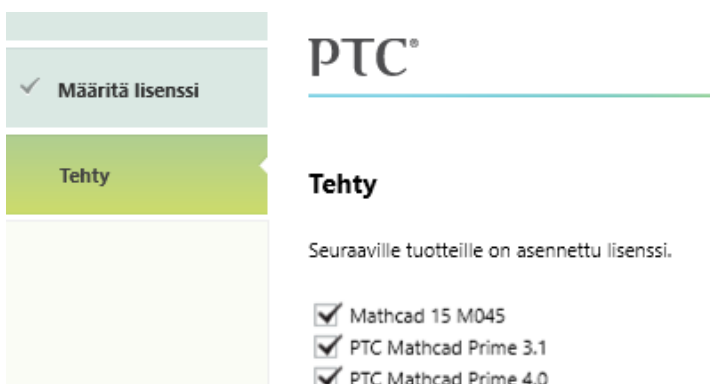 Määritä lisenssi
Tehty
PTC®
Tehty
Seuraaville tuotteille on asennettu lisenssi.
Mathcad 15 M045
PTC Mathcad Prime 3.1
PTC Mathcad Prime 4.0